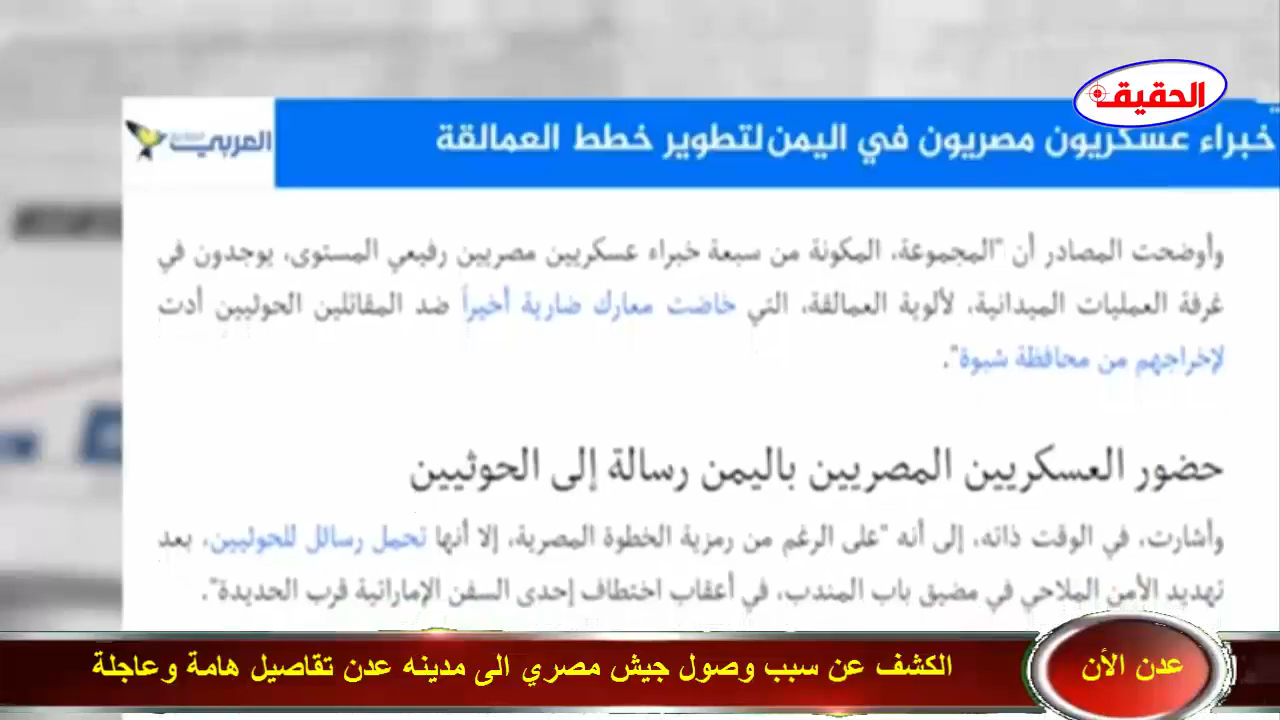 الحقيقة
العربي
خبراء عسكريون مصريون في اليمن لتطوير خطط العمالقة
وأوضحت المصادر أن "المجموعة، المكونة من سبعة خبراء عسكريين مصريين رفيعي المستوى، يوجدون في
غرفة العمليات الميدانية، لألوية العمالقة، التي خاضت معارك ضارية أخيراً ضد المقاتلين الحوثيين أدت
لإخراجهم من محافظة شبوة".
حضور العسكريين المصريين باليمن رسالة إلى الحوثيين
وأشارت، في الوقت ذاته، إلى أنه "على الرغم من رمزية الخطوة المصرية، إلا أنها تحمل رسائل للحوثيين، بعد
تهديد الأمن الملاحي في مضيق باب المندب، في أعقاب اختطاف إحدى السفن الإماراتية قرب الحديدة".
عدن الأن
الكشف عن سبب وصول جيش مصري الى مدينه عدن تقاصيل هامة وعاجلة